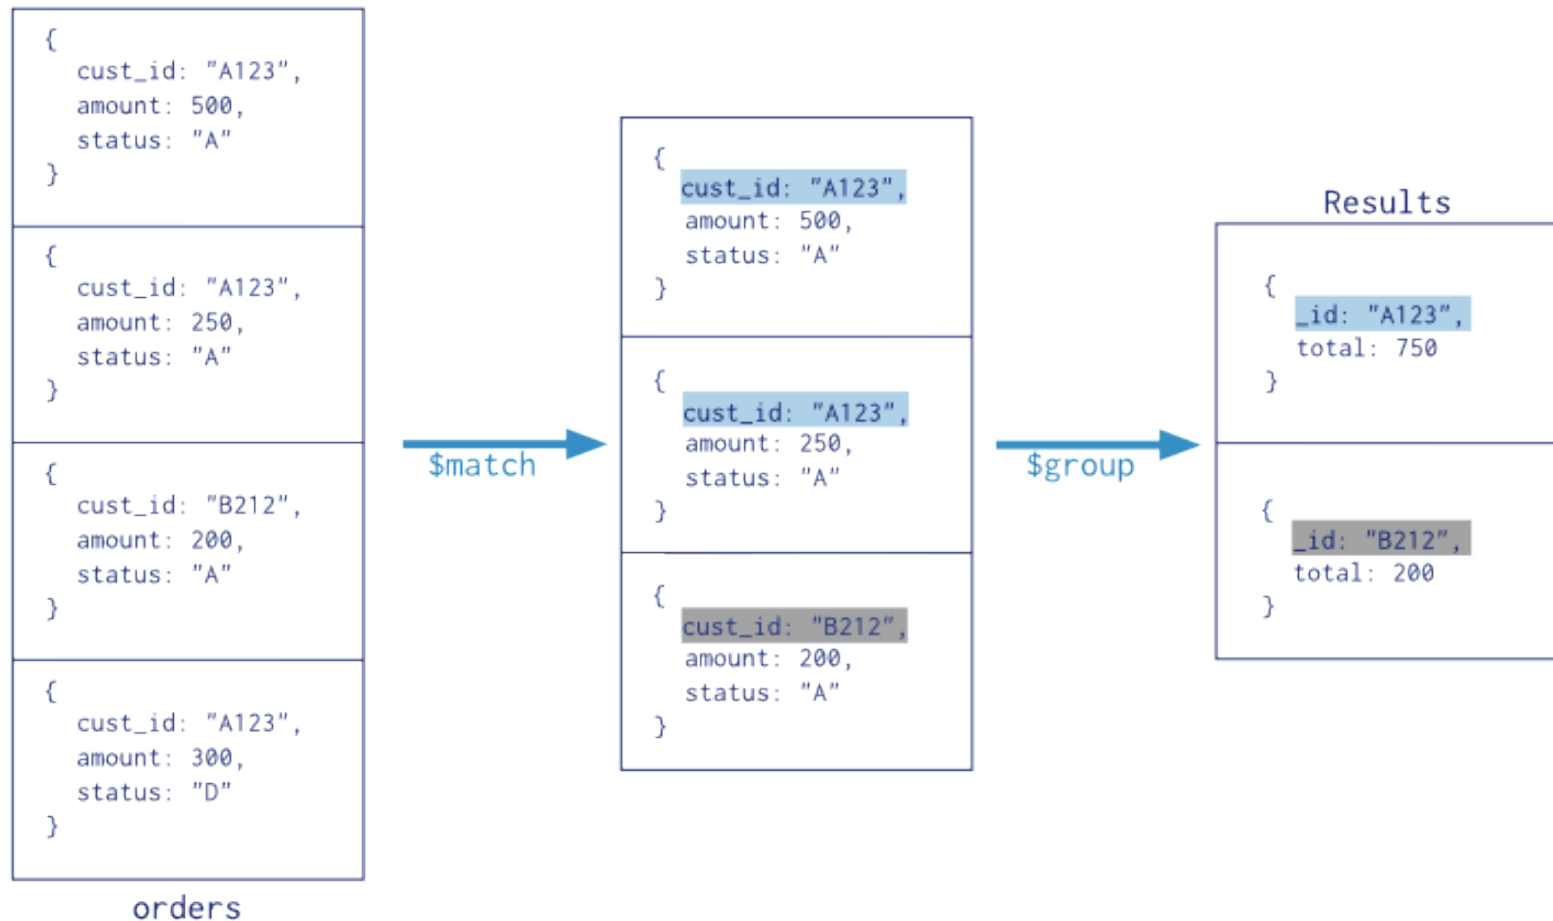 {
cust_id: "A123",
amount: 500,
status: "A"
}
{
cust_id: "A123",
amount: 250,
status: "A"
}
{
cust_id: "B212",
amount: 200,
status: "A"
}
{
cust_id: "A123",
amount: 300,
status: "D"
}
orders
$match
{
cust_id: "A123",
amount: 500,
status: "A"
}
{
cust_id: "A123",
amount: 250,
status: "A"
}
{
cust_id: "B212",
amount: 200,
status: "A"
}
$group
Results
{
_id: "A123",
total: 750
}
{
_id: "B212",
total: 200
}